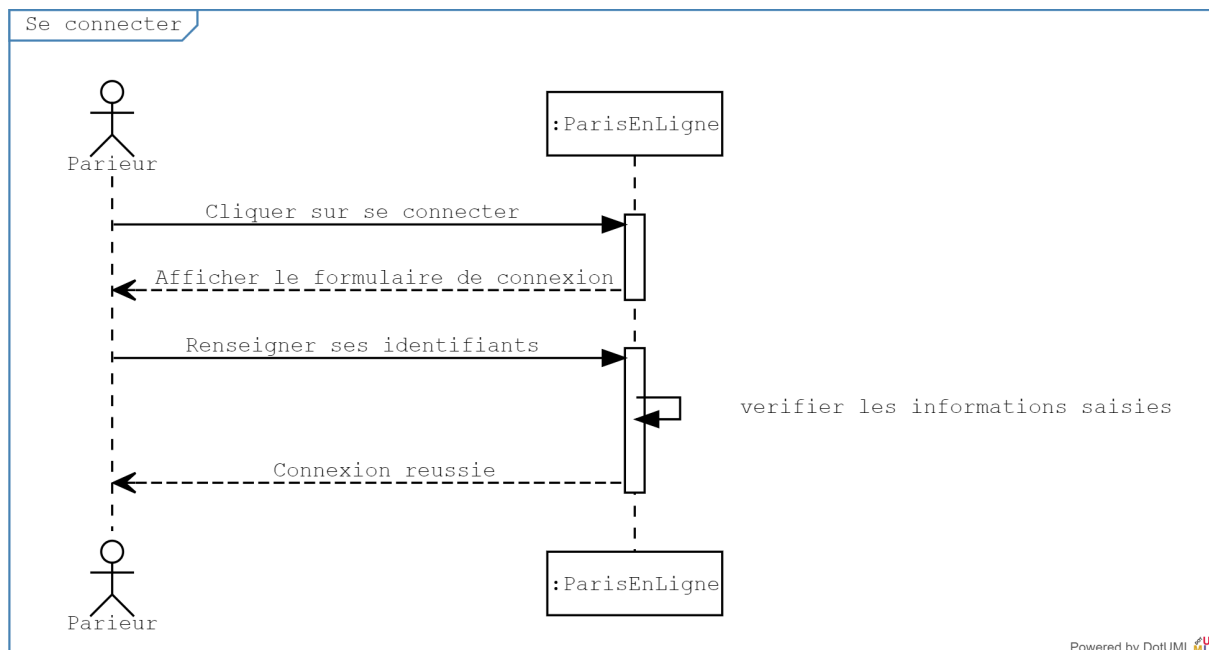 Se connecter
Parieur
:ParisEnLigne
Cliquer sur se connecter
Afficher le formulaire de connexion
Renseigner ses identifiants
verifier les informations saisies
Connexion reussie
Parieur
:ParisEnLigne
Powered by DotUML